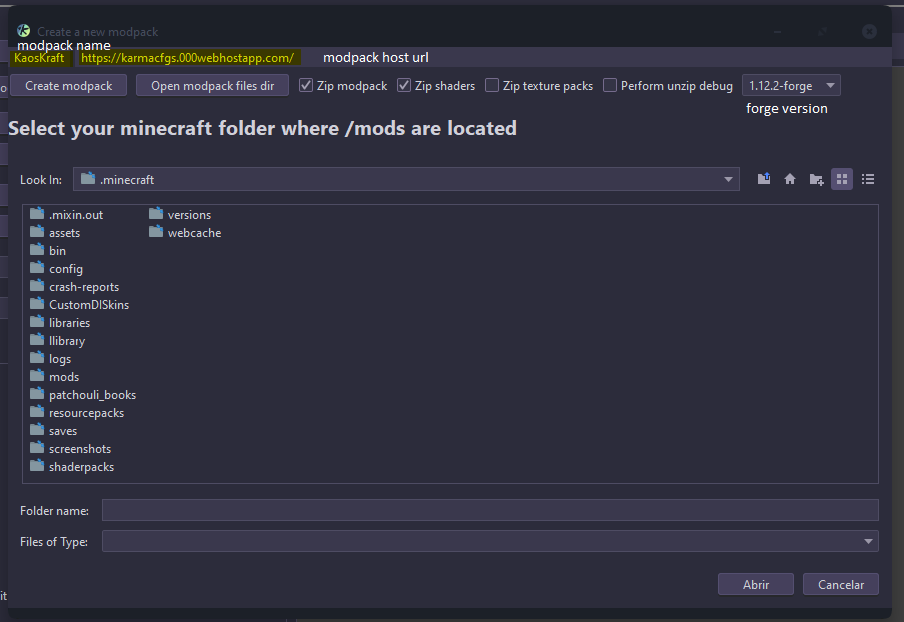 Create a new modpack
modpack name
KaosKraft https://karmacfgs.000webhostapp.com/ modpack host url
Create modpack Open modpack files dir Zip modpack Zip shaders Zip texture packs Perform unzip debug 1.12.2-forge
forge version
Select your minecraft folder where /mods are located
Look In: .minecraft
.mixin.out versions
assets webcache
bin
config
crash-reports
CustomDISkins
libraries
llibrary
logs
mods
patchouli_books
resourcepacks
saves
screenshots
shaderpacks
Folder name:
Files of Type:
Abrir Cancelar